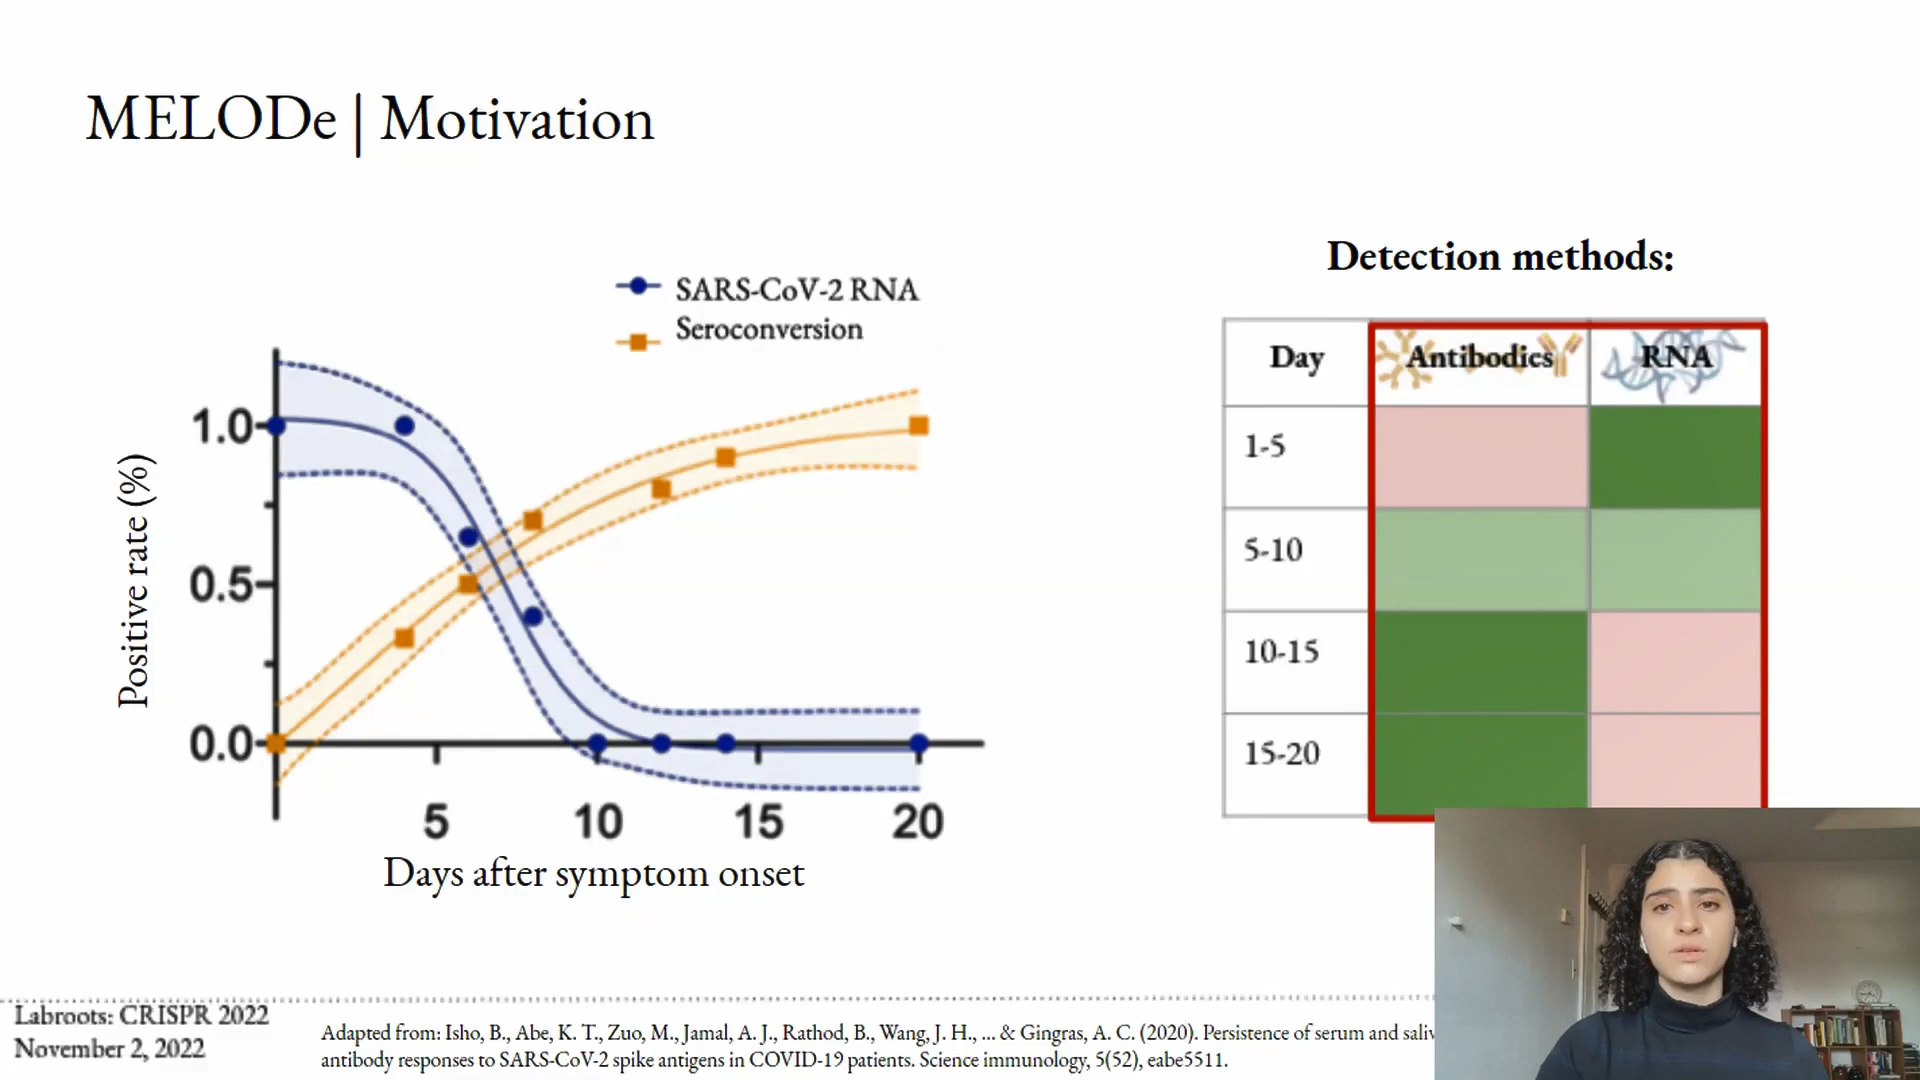 MELODe | Motivation
SARS-CoV-2 RNA
Seroconversion
Positive rate (%)
1.0
0.5
0.0
5 10 15 20
Days after symptom onset
Detection methods:
Day Antibodies RNA
1-5
5-10
10-15
15-20
Labroots: CRISPR 2022
November 2, 2022
Adapted from: Isho, B., Abe, K. T., Zuo, M., Jamal, A. J., Rathod, B., Wang, J. H., ... & Gingras, A. C. (2020). Persistence of serum and saliv
antibody responses to SARS-CoV-2 spike antigens in COVID-19 patients. Science immunology, 5(52), eabe5511.